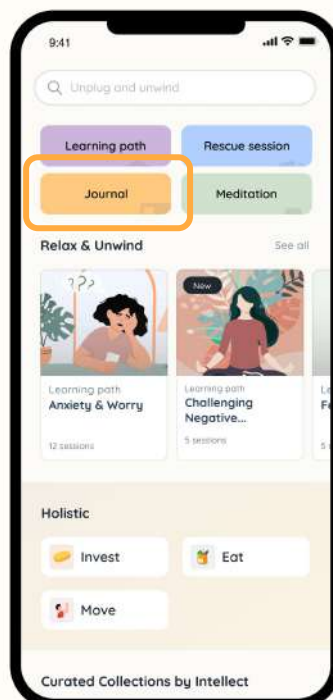 9:41
Unplug and unwind
Learning path
Rescue session
Journal
Meditation
Relax & Unwind
See all
???
New
Learning path
Anxiety & Worry
12 sessions
Learning path
Challenging
Negative...
5 sessions
Holistic
Invest
Eat
Move
Curated Collections by Intellect